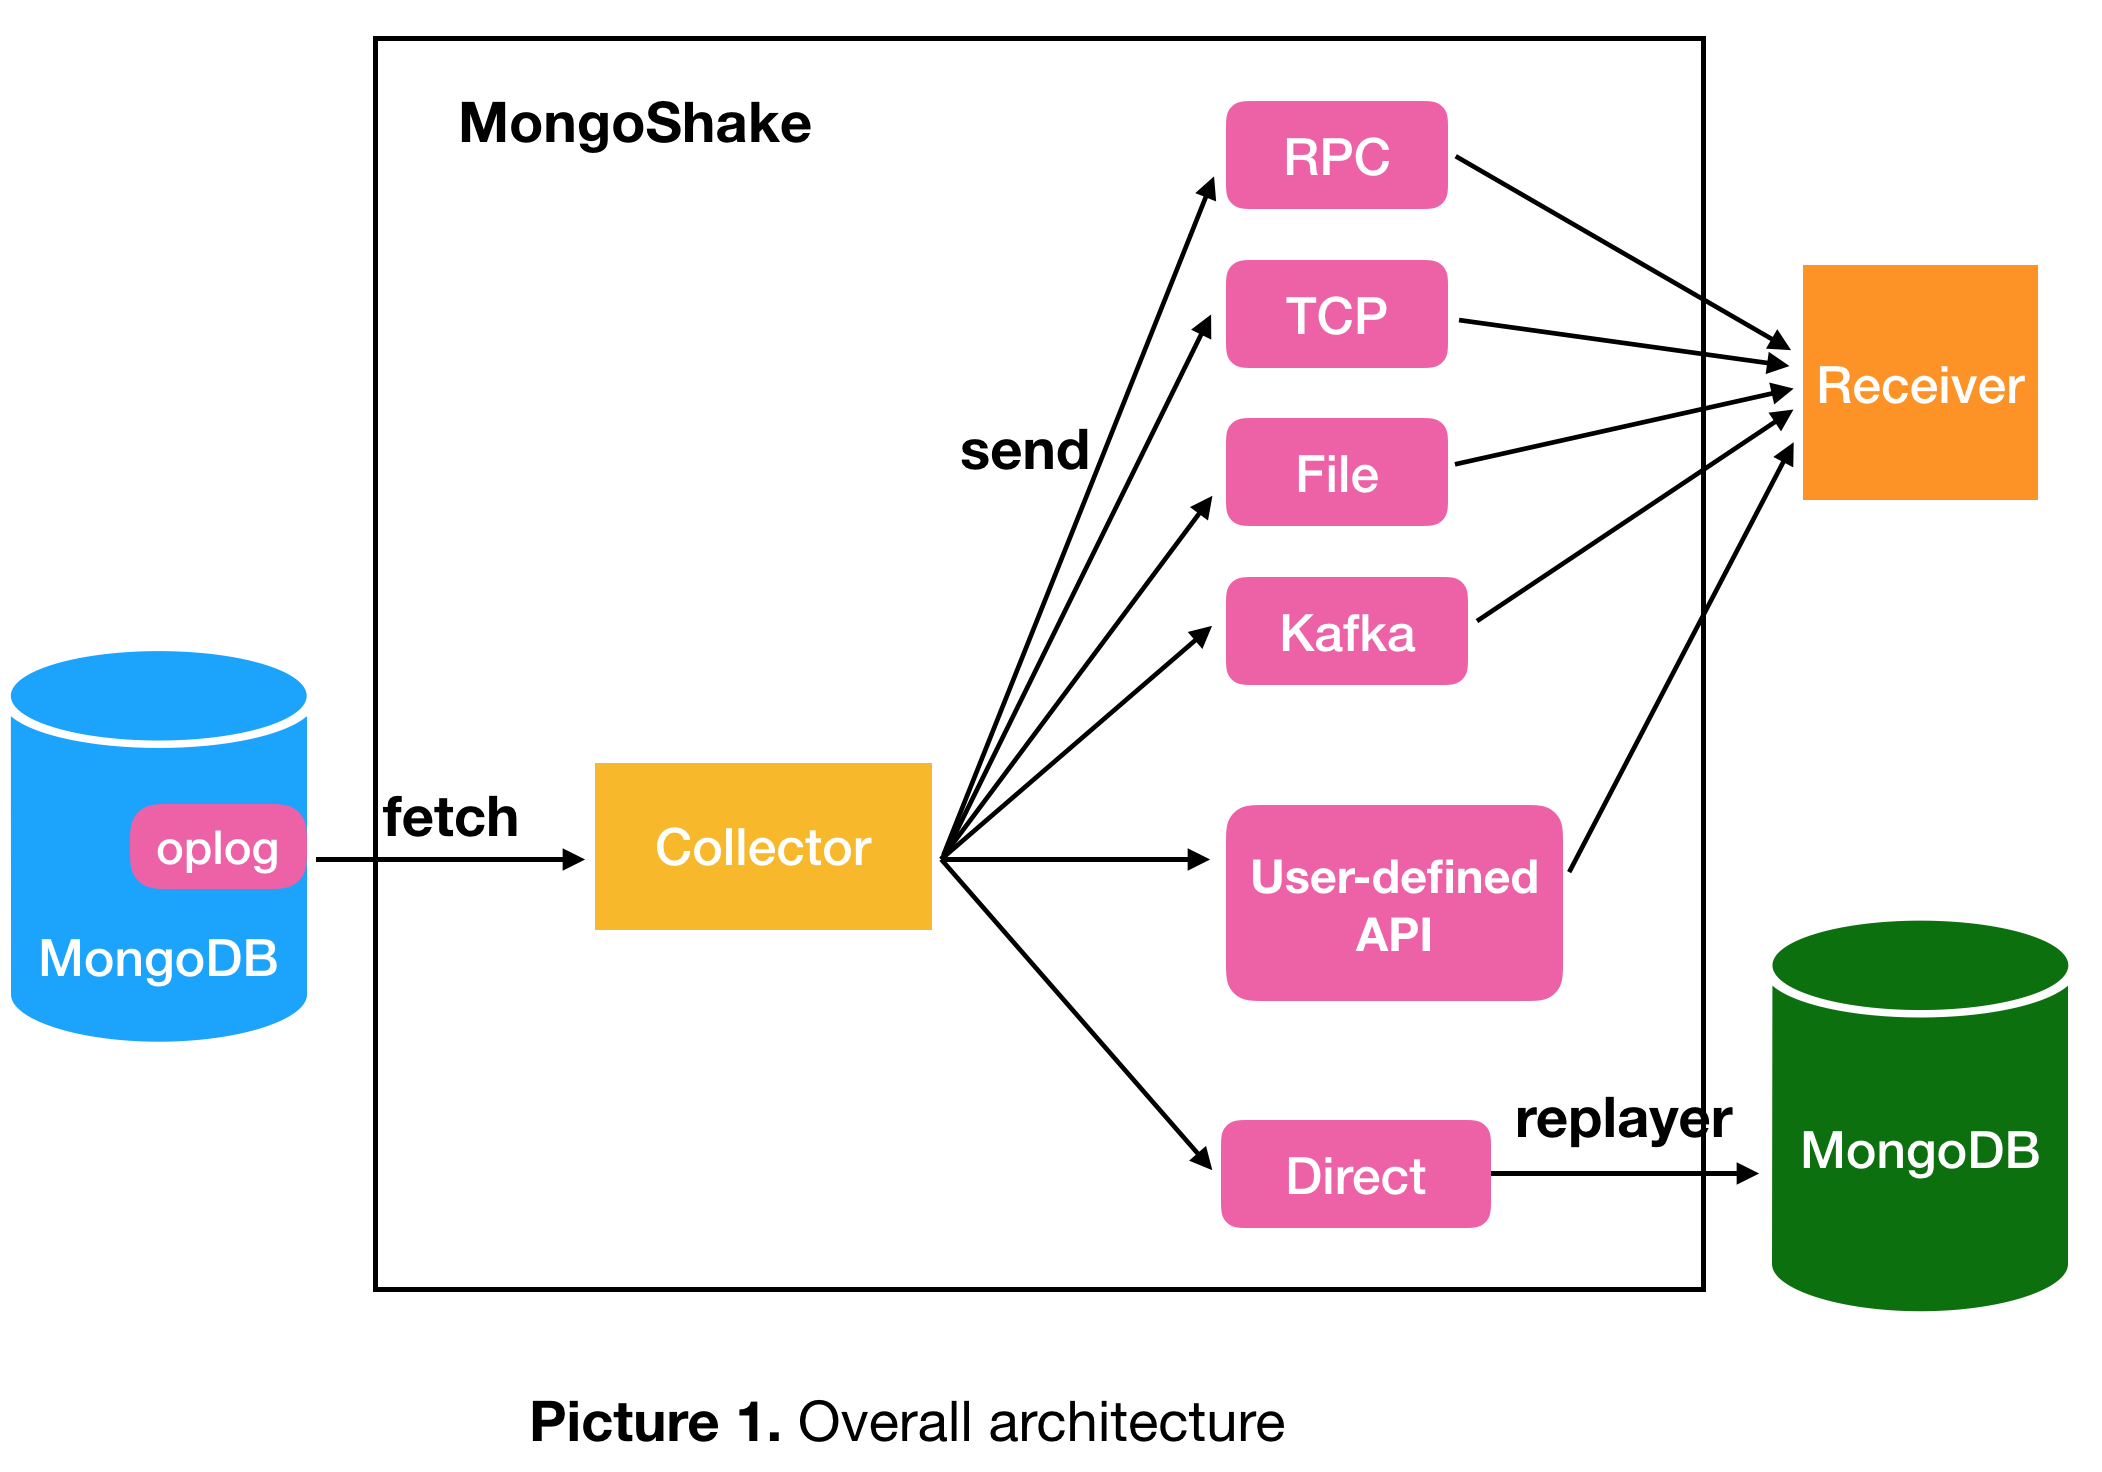 MongoShake
RPC
TCP
Receiver
send
File
Kafka
fetch
oplog
Collector
MongoDB
User-defined
API
replayer
Direct
MongoDB
Picture 1. Overall architecture